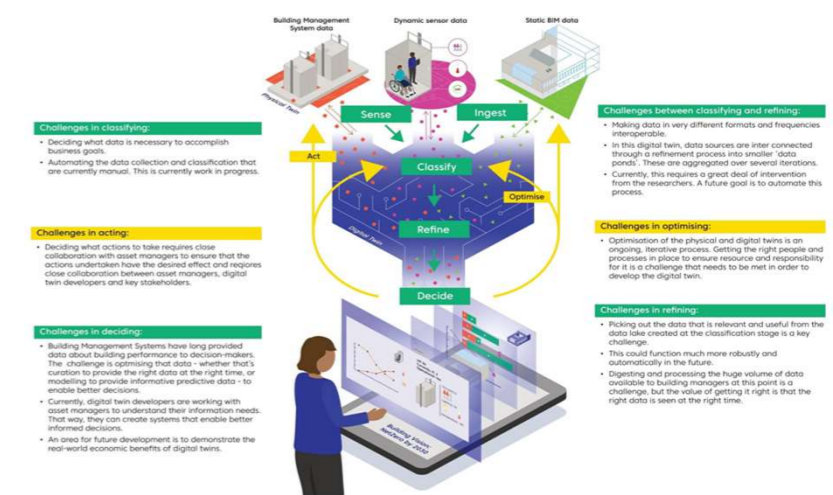 Building Management
System data
Dynamic sensor data
Static BIM data
Physical Twin
Sense
Ingest
Challenges in classifying:
• Deciding what data is necessary to accomplish
business goals.
• Automating the data collection and classification that
are currently manual. This is currently work in progress.
Challenges in acting:
• Deciding what actions to take requires close
collaboration with asset managers to ensure that the
actions undertaken have the desired effect and reqiores
close collaboration between asset managers, digital
twin developers and key stakeholders.
Challenges in deciding:
• Building Management Systems have long provided
data about building performance to decision-makers.
The challenge is optimising that data - whether that's
curation to provide the right data at the right time, or
modelling to provide informative predictive data - to
enable better decisions.
• Currently, digital twin developers are working with
asset managers to understand their information needs.
That way, they can create systems that enable better
informed decisions.
• An area for future development is to demonstrate the
real-world economic benefits of digital twins.
Act
Classify
Optimise
Refine
Digital Twin
Decide
Building Vision:
NetZero by 2030
Challenges between classifying and refining:
• Making data in very different formats and frequencies
interoperable.
• In this digital twin, data sources are inter connected
through a refinement process into smaller 'data
ponds'. These are aggregated over several iterations.
• Currently, this requires a great deal of intervention
from the researchers. A future goal is to automate this
process.
Challenges in optimising:
• Optimisation of the physical and digital twins is an
ongoing, iterative process. Getting the right people and
processes in place to ensure resource and responsibility
for it is a challenge that needs to be met in order to
develop the digital twin.
Challenges in refining:
• Picking out the data that is relevant and useful from the
data lake created at the classification stage is a key
challenge.
• This could function much more robustly and
automatically in the future.
• Digesting and processing the huge volume of data
available to building managers at this point is a
challenge, but the value of getting it right is that the
right data is seen at the right time.